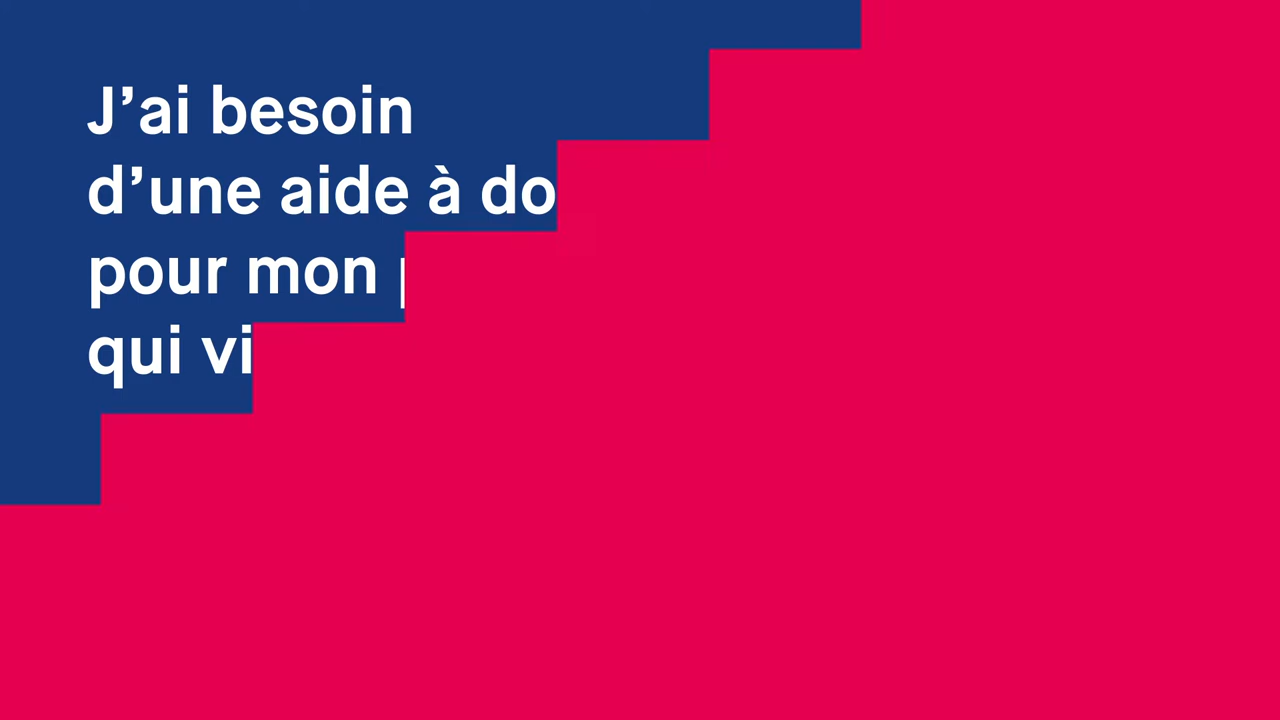 J’ai besoin
d’une aide à do
pour mon
qui vi